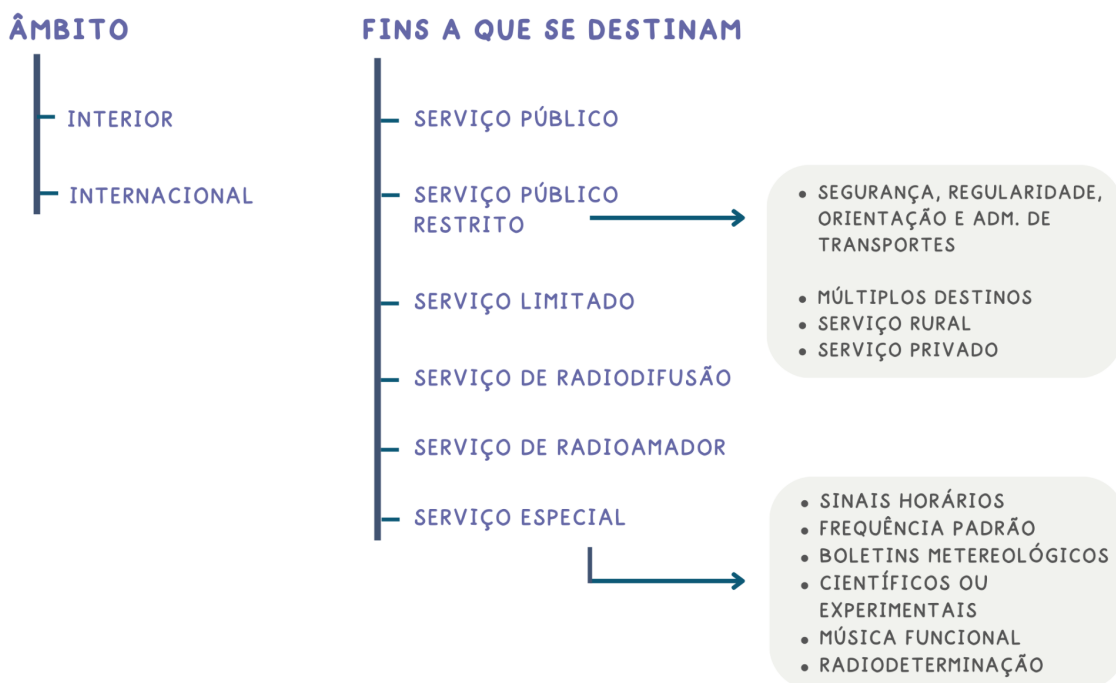 ÂMBITO
INTERIOR
INTERNACIONAL
FINS A QUE SE DESTINAM
SERVIÇO PÚBLICO
SERVIÇO PÚBLICO
RESTRITO
SERVIÇO LIMITADO
SERVIÇO DE RADIODIFUSÃO
SERVIÇO DE RADIOAMADOR
SERVIÇO ESPECIAL
• SEGURANÇA, REGULARIDADE,
ORIENTAÇÃO E ADM. DE
TRANSPORTES
• MÚLTIPLOS DESTINOS
• SERVIÇO RURAL
• SERVIÇO PRIVADO
• SINAIS HORÁRIOS
• FREQUÊNCIA PADRÃO
• BOLETINS METEREOLÓGICOS
• CIENTÍFICOS OU
EXPERIMENTAIS
• MÚSICA FUNCIONAL
• RADIODETERMINAÇÃO